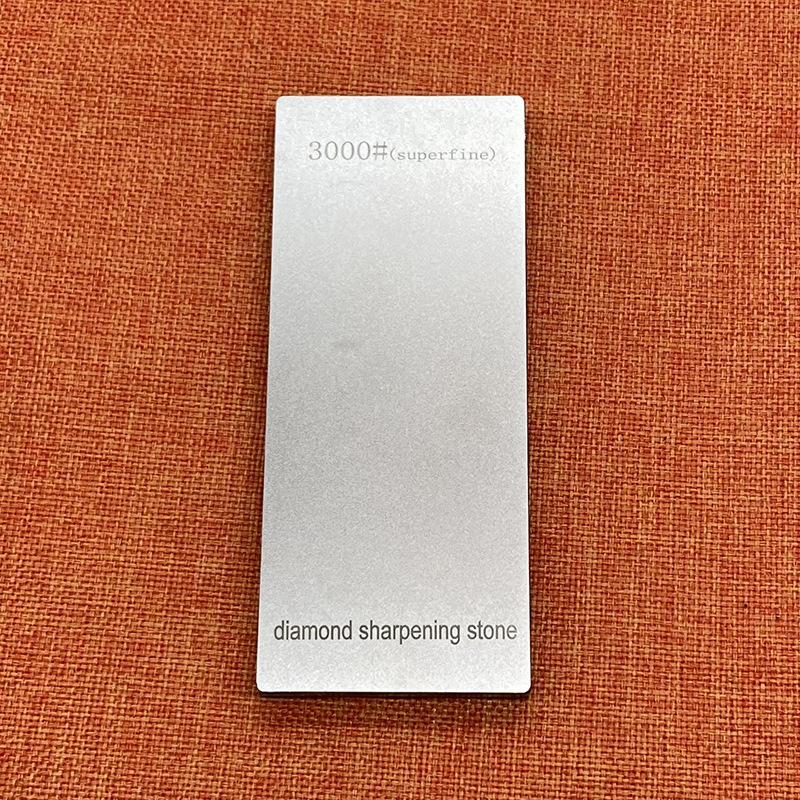 3000#(superfine)
diamond sharpening stone